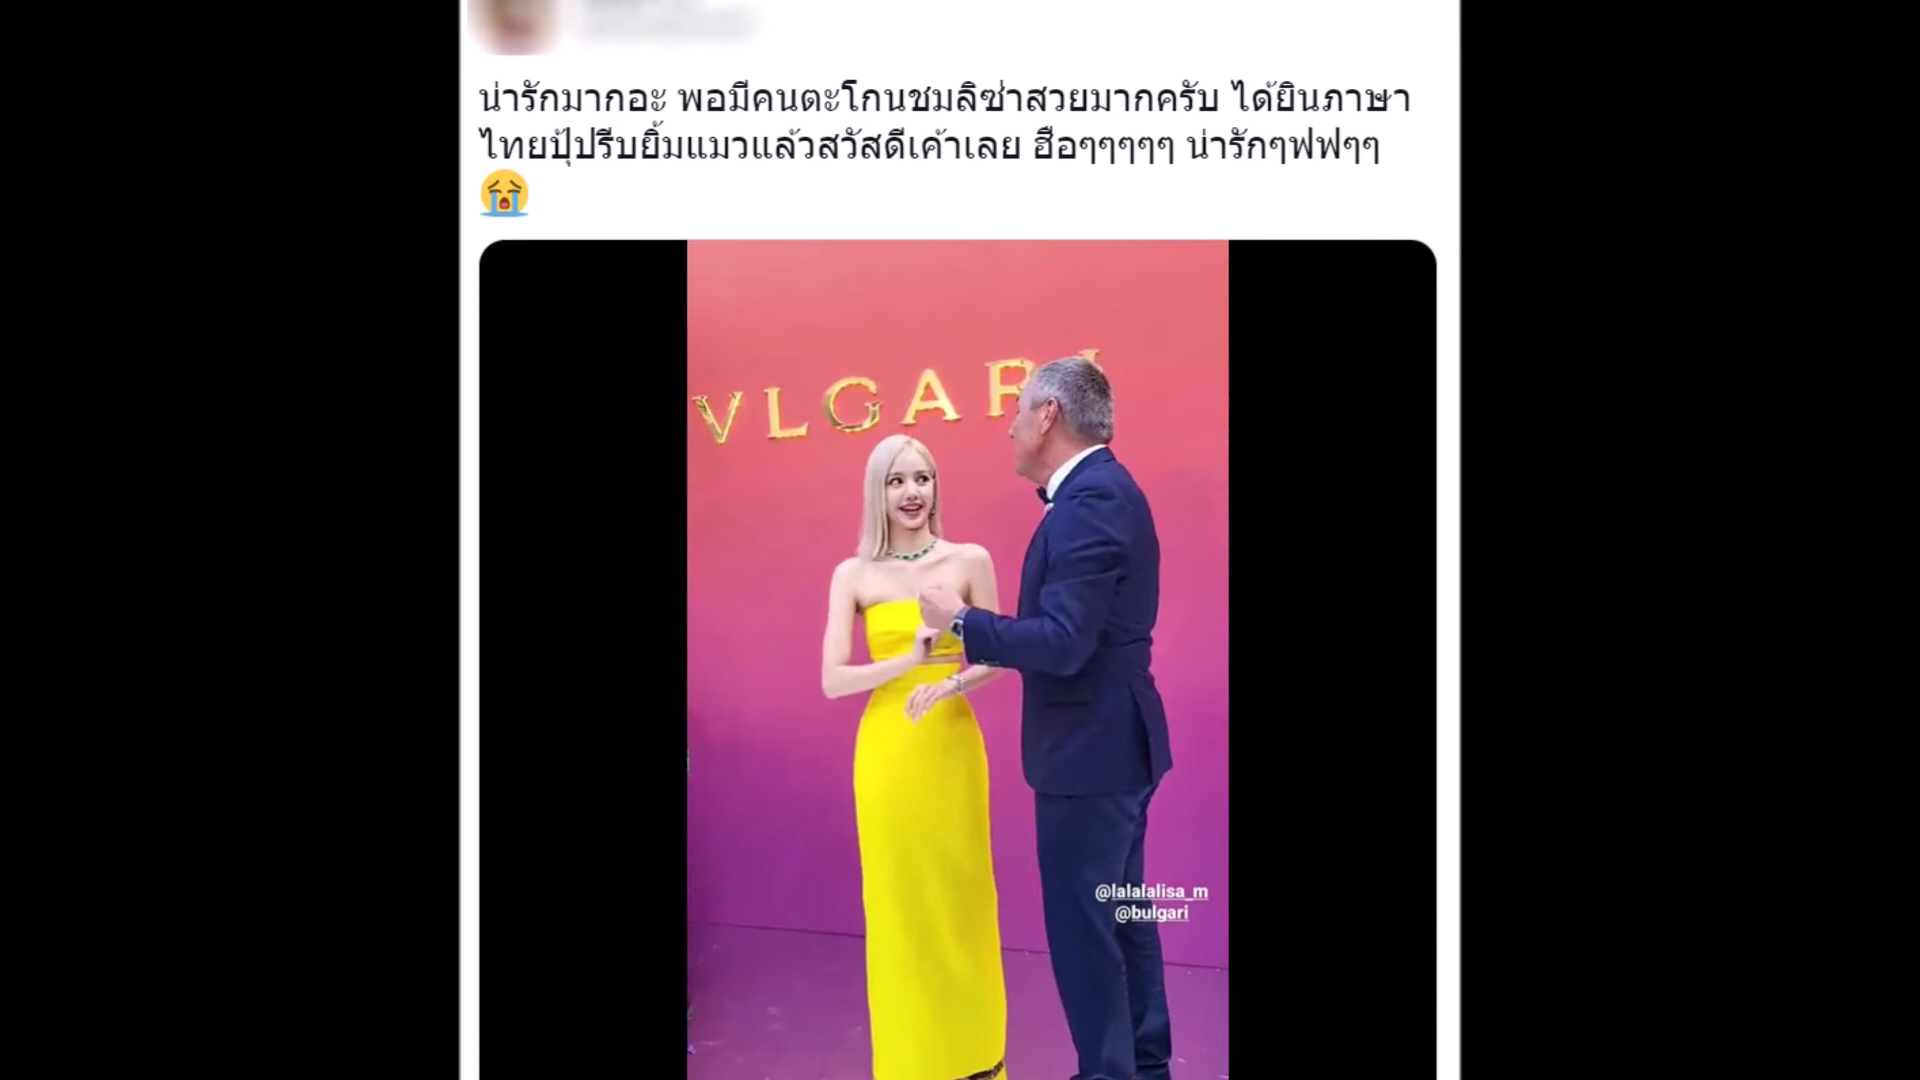 น่ารักมากอะ พอมีคนตะโกนชมลิซ่าสวยมากครับ ได้ยินภาษา
ไทยปุ้ปรีบยิ้มแมวแล้วสวัสดีเค้าเลย ฮือๆๆๆๆๆ น่ารักๆฟฟๆๆ
VLGARI
@lalalalisa_m
@bulgari